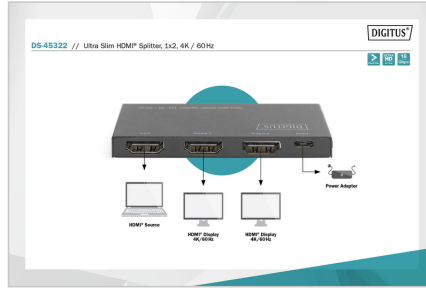 DIGITUS®
DS-45322 // Ultra Slim HDMI® Splitter, 1x2, 4K / 60Hz
DIGITUS
HDMI® Source
HDMI® Display
4K/60Hz
HDMI® Display
4K/60Hz
Power Adapter